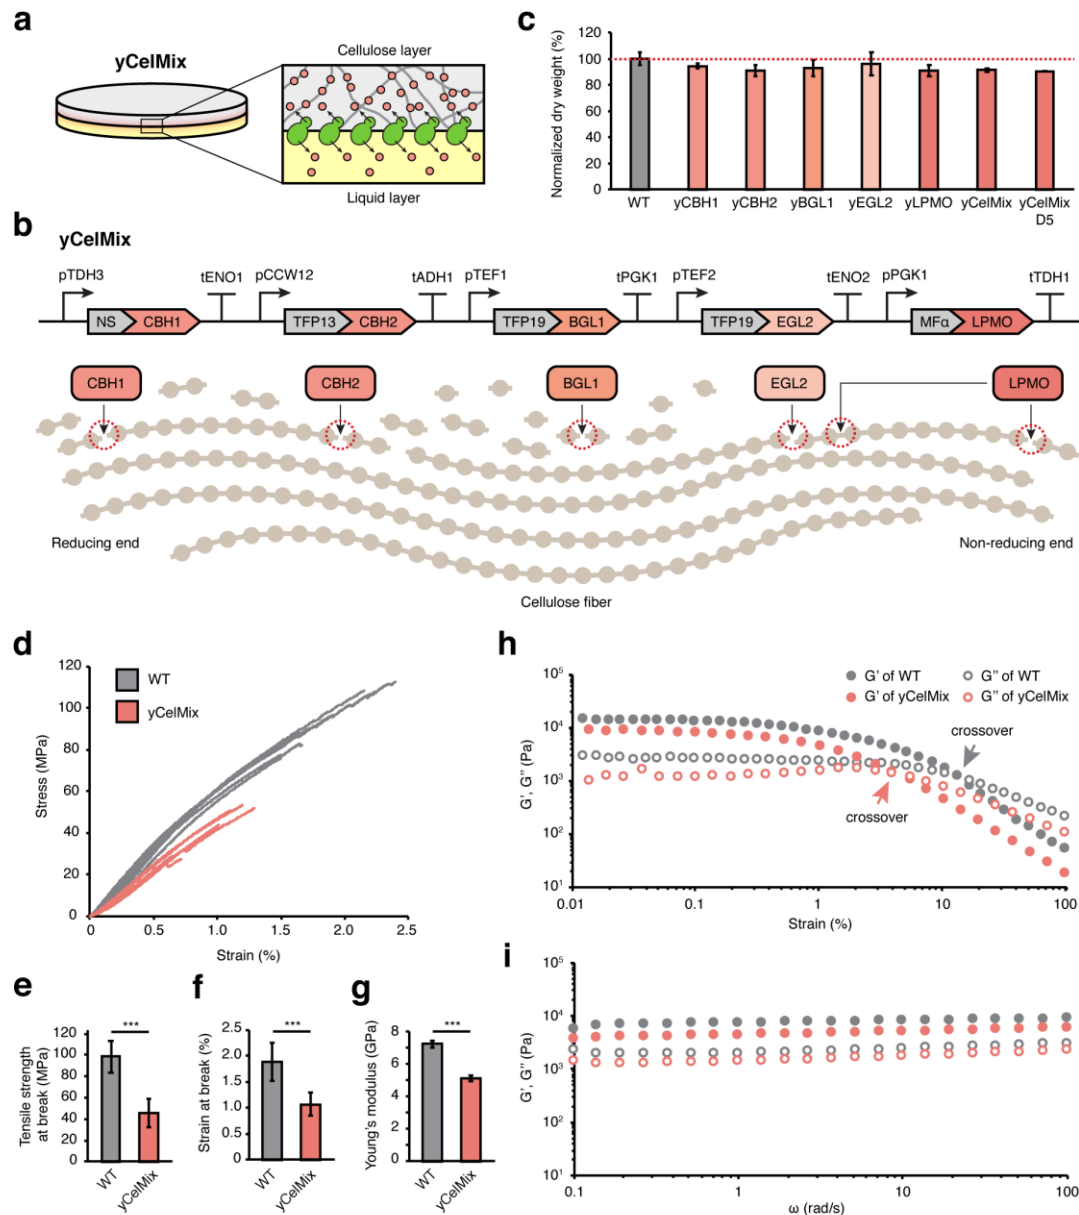 a
yCelMix
Cellulose layer
Liquid layer
c
Normalized dry weight (%)
120
100
80
60
40
20
0
WT
yCBH1
yCBH2
yBGL1
yEGL2
yLPMO
yCelMix
yCelMix
D5
b
yCelMix
pTDH3
tENO1
pCCW12
tADH1
pTEF1
tPGK1
pTEF2
tENO2
pPGK1
tTDH1
NS
CBH1
TFP13
CBH2
TFP19
BGL1
TFP19
EGL2
MFα
LPMO
CBH1
CBH2
BGL1
EGL2
LPMO
Reducing end
Non-reducing end
Cellulose fiber
d
Stress (MPa)
120
100
80
60
40
20
0
WT
yCelMix
0
0.5
1.0
1.5
2.0
2.5
Strain (%)
e
Tensile strength
at break (MPa)
120
100
80
60
40
20
0
***
WT
yCelMix
f
Strain at break (%)
2.5
2.0
1.5
1.0
0.5
0
***
WT
yCelMix
g
Young's modulus (GPa)
8
6
5
4
3
2
1
0
***
WT
yCelMix
h
G', G'' (Pa)
10⁵
10⁴
10³
10²
10¹
G' of WT
G'' of WT
G' of yCelMix
G'' of yCelMix
crossover
crossover
0.01
0.1
1
10
100
Strain (%)
i
G', G'' (Pa)
10⁵
10⁴
10³
10²
10¹
0.1
1
10
100
ω (rad/s)